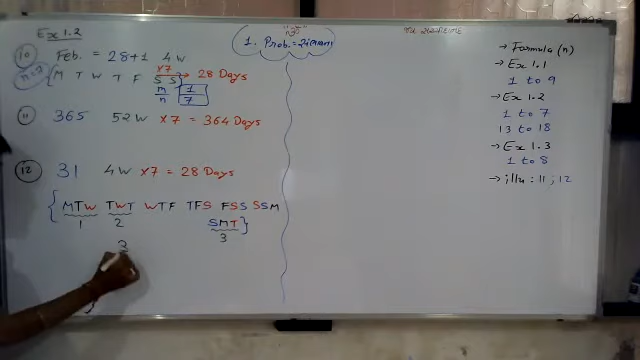 Ex 1.2
10 Feb. = 28+1 4W
n=7 { M T W T F S S } x7 → 28 Days
m/n 1/7
11 365 52W x7 = 364 Days
12 31 4W x7 = 28 Days
{ MTW TWT WTF TFS FSS SSM
1 2
SMT }
3
1. Prob. =
→ Formula (n)
→ Ex 1.1
1 to 9
→ Ex 1.2
1 to 7
13 to 18
→ Ex 1.3
1 to 8
→ illu : 11, 12